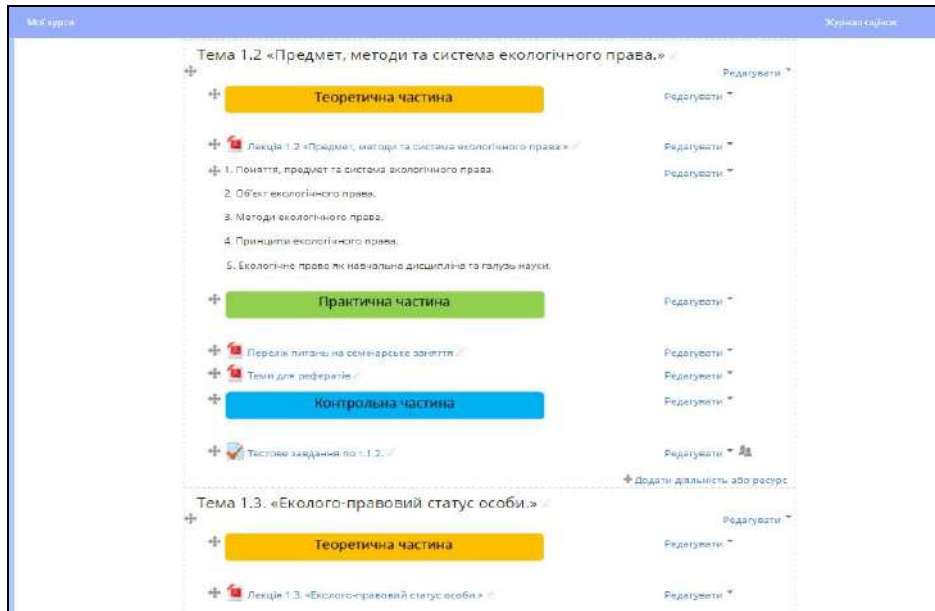 Мої курси Журнал оцінок
Тема 1.2 «Предмет, методи та система екологічного права.»
Редагувати
Теоретична частина Редагувати
Лекція 1.2 «Предмет, методи та система екологічного права.» Редагувати
1. Поняття, предмет та система екологічного права. Редагувати
2. Об'єкт екологічного права.
3. Методи екологічного права.
4. Принципи екологічного права.
5. Екологічне право як навчальна дисципліна та галузь науки.
Практична частина Редагувати
Перелік питань на семінарське заняття Редагувати
Теми для рефератів Редагувати
Контрольна частина Редагувати
Тестове завдання по т.1.2. Редагувати
Додати діяльність або ресурс
Тема 1.3. «Еколого-правовий статус особи.»
Редагувати
Теоретична частина Редагувати
Лекція 1.3. «Еколого-правовий статус особи.» Редагувати